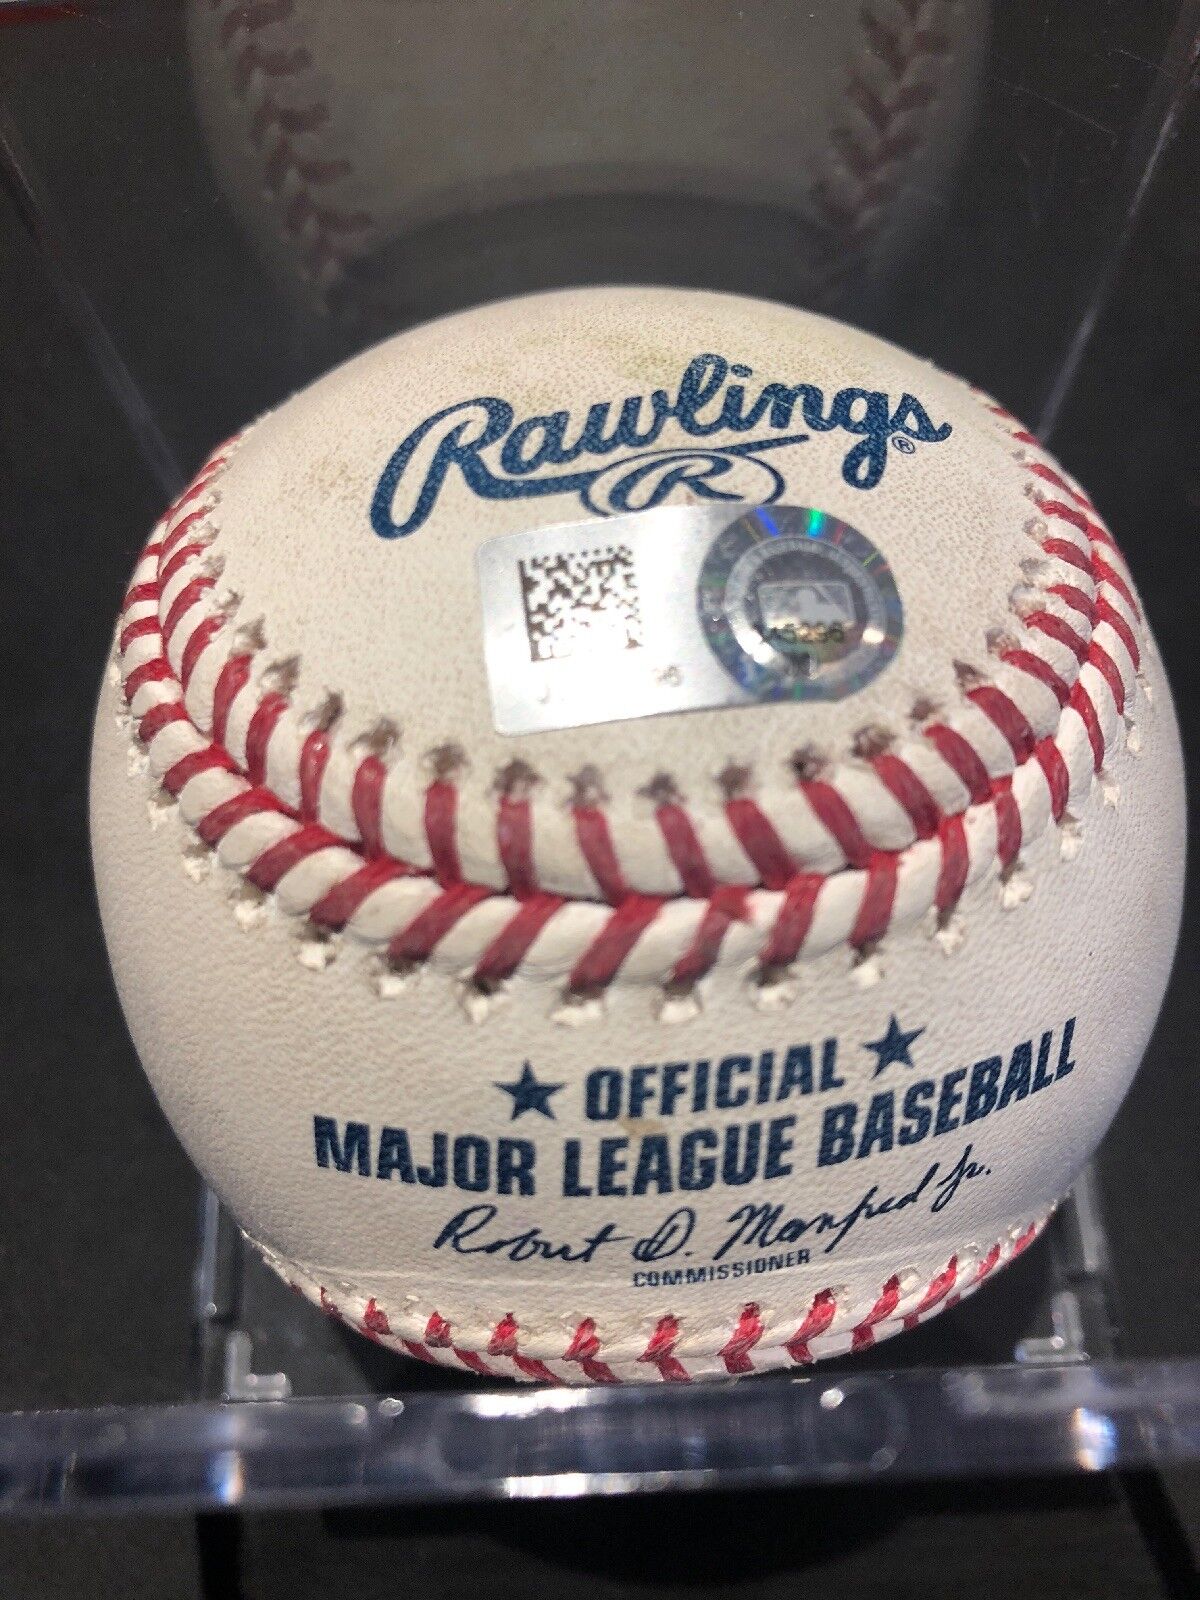 Rawlings®
R
★ OFFICIAL ★
MAJOR LEAGUE BASEBALL
Robert D. Manfred Jr.
COMMISSIONER